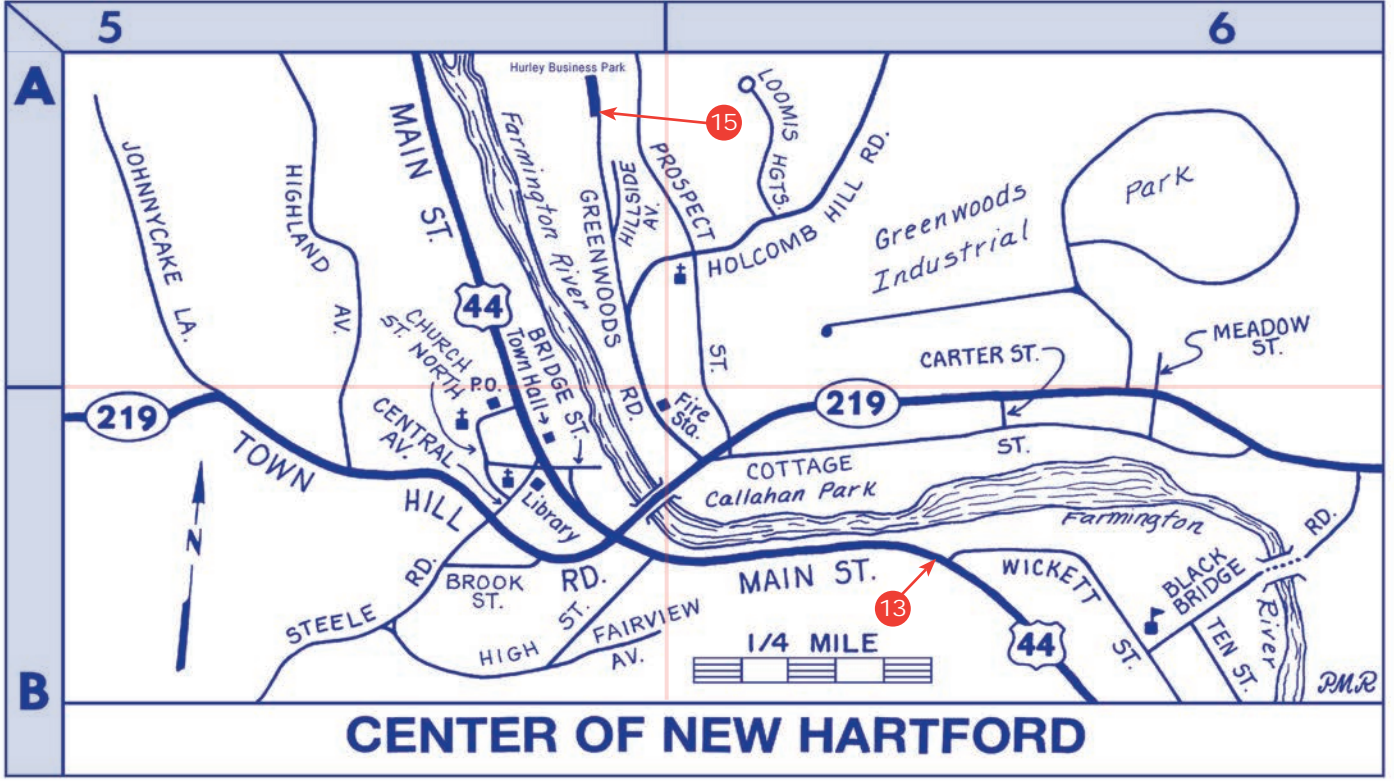 5
6
A
B
Hurley Business Park
15
LOOMIS HGTS.
JOHNNYCAKE LA.
HIGHLAND AV.
MAIN ST.
Farmington River
GREENWOODS RD.
HILLSIDE AV.
PROSPECT ST.
HOLCOMB HILL RD.
Park
Greenwoods
Industrial
44
CHURCH
ST. NORTH
P.O.
Town Hall
BRIDGE ST.
CARTER ST.
MEADOW
ST.
219
219
Fire
Sta.
CENTRAL
AV.
TOWN HILL RD.
Library
COTTAGE ST.
Callahan Park
Farmington River
N
STEELE RD.
BROOK
ST.
HIGH ST.
FAIRVIEW
AV.
MAIN ST.
13
WICKETT ST.
BLACK
BRIDGE RD.
TEN ST.
44
1/4 MILE
PMR
CENTER OF NEW HARTFORD